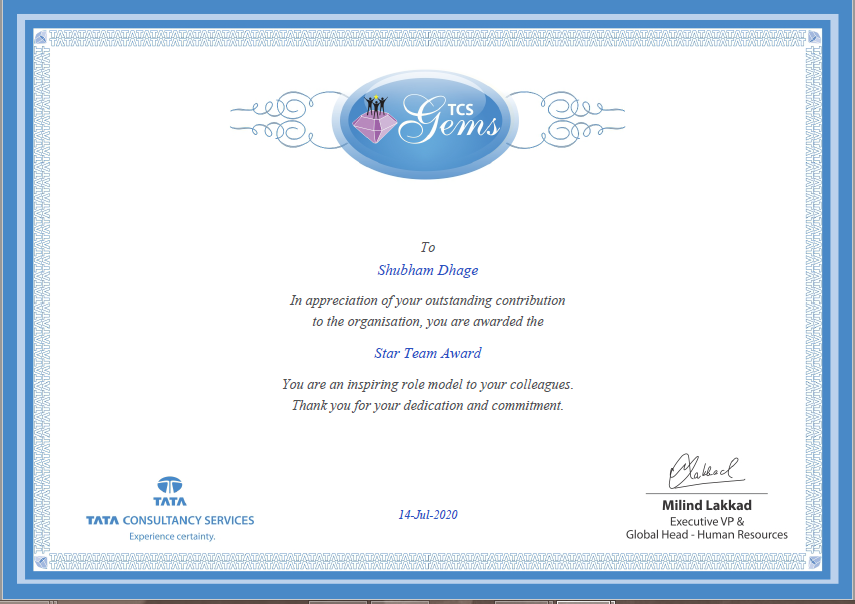 TCS
Gems
To
Shubham Dhage
In appreciation of your outstanding contribution
to the organisation, you are awarded the
Star Team Award
You are an inspiring role model to your colleagues.
Thank you for your dedication and commitment.
TATA
TATA CONSULTANCY SERVICES
Experience certainty.
14-Jul-2020
Lakkad
Milind Lakkad
Executive VP &
Global Head - Human Resources